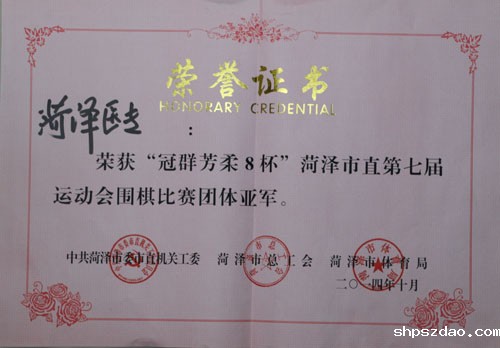 荣誉证书
HONORARY CREDENTIAL
菏泽医专：
荣获“冠群芳柔8杯”菏泽市直第七届
运动会围棋比赛团体亚军。
中共菏泽市委市直机关工委 菏泽市总工会 菏泽市体育局
二〇一四年十月
shpszdao.com